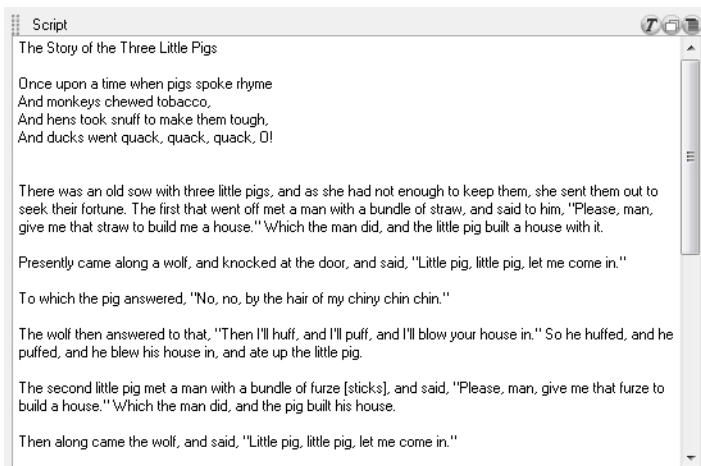 Script
The Story of the Three Little Pigs
Once upon a time when pigs spoke rhyme
And monkeys chewed tobacco,
And hens took snuff to make them tough,
And ducks went quack, quack, quack, O!
There was an old sow with three little pigs, and as she had not enough to keep them, she sent them out to
seek their fortune. The first that went off met a man with a bundle of straw, and said to him, "Please, man,
give me that straw to build me a house." Which the man did, and the little pig built a house with it.
Presently came along a wolf, and knocked at the door, and said, "Little pig, little pig, let me come in."
To which the pig answered, "No, no, by the hair of my chiny chin chin."
The wolf then answered to that, "Then I'll huff, and I'll puff, and I'll blow your house in." So he huffed, and he
puffed, and he blew his house in, and ate up the little pig.
The second little pig met a man with a bundle of furze [sticks], and said, "Please, man, give me that furze to
build a house." Which the man did, and the pig built his house.
Then along came the wolf, and said, "Little pig, little pig, let me come in."